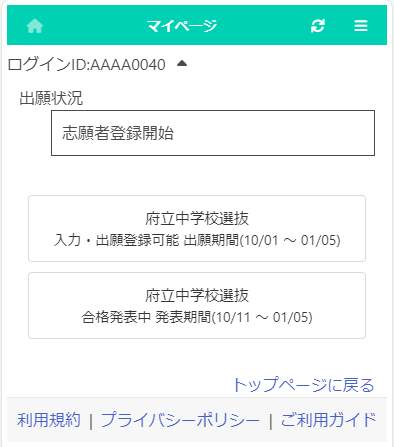 マイページ
ログインID:AAAA0040
出願状況
志願者登録開始
府立中学校選抜
入力・出願登録可能 出願期間(10/01 ～ 01/05)
府立中学校選抜
合格発表中 発表期間(10/11 ～ 01/05)
トップページに戻る
利用規約 | プライバシーポリシー | ご利用ガイド